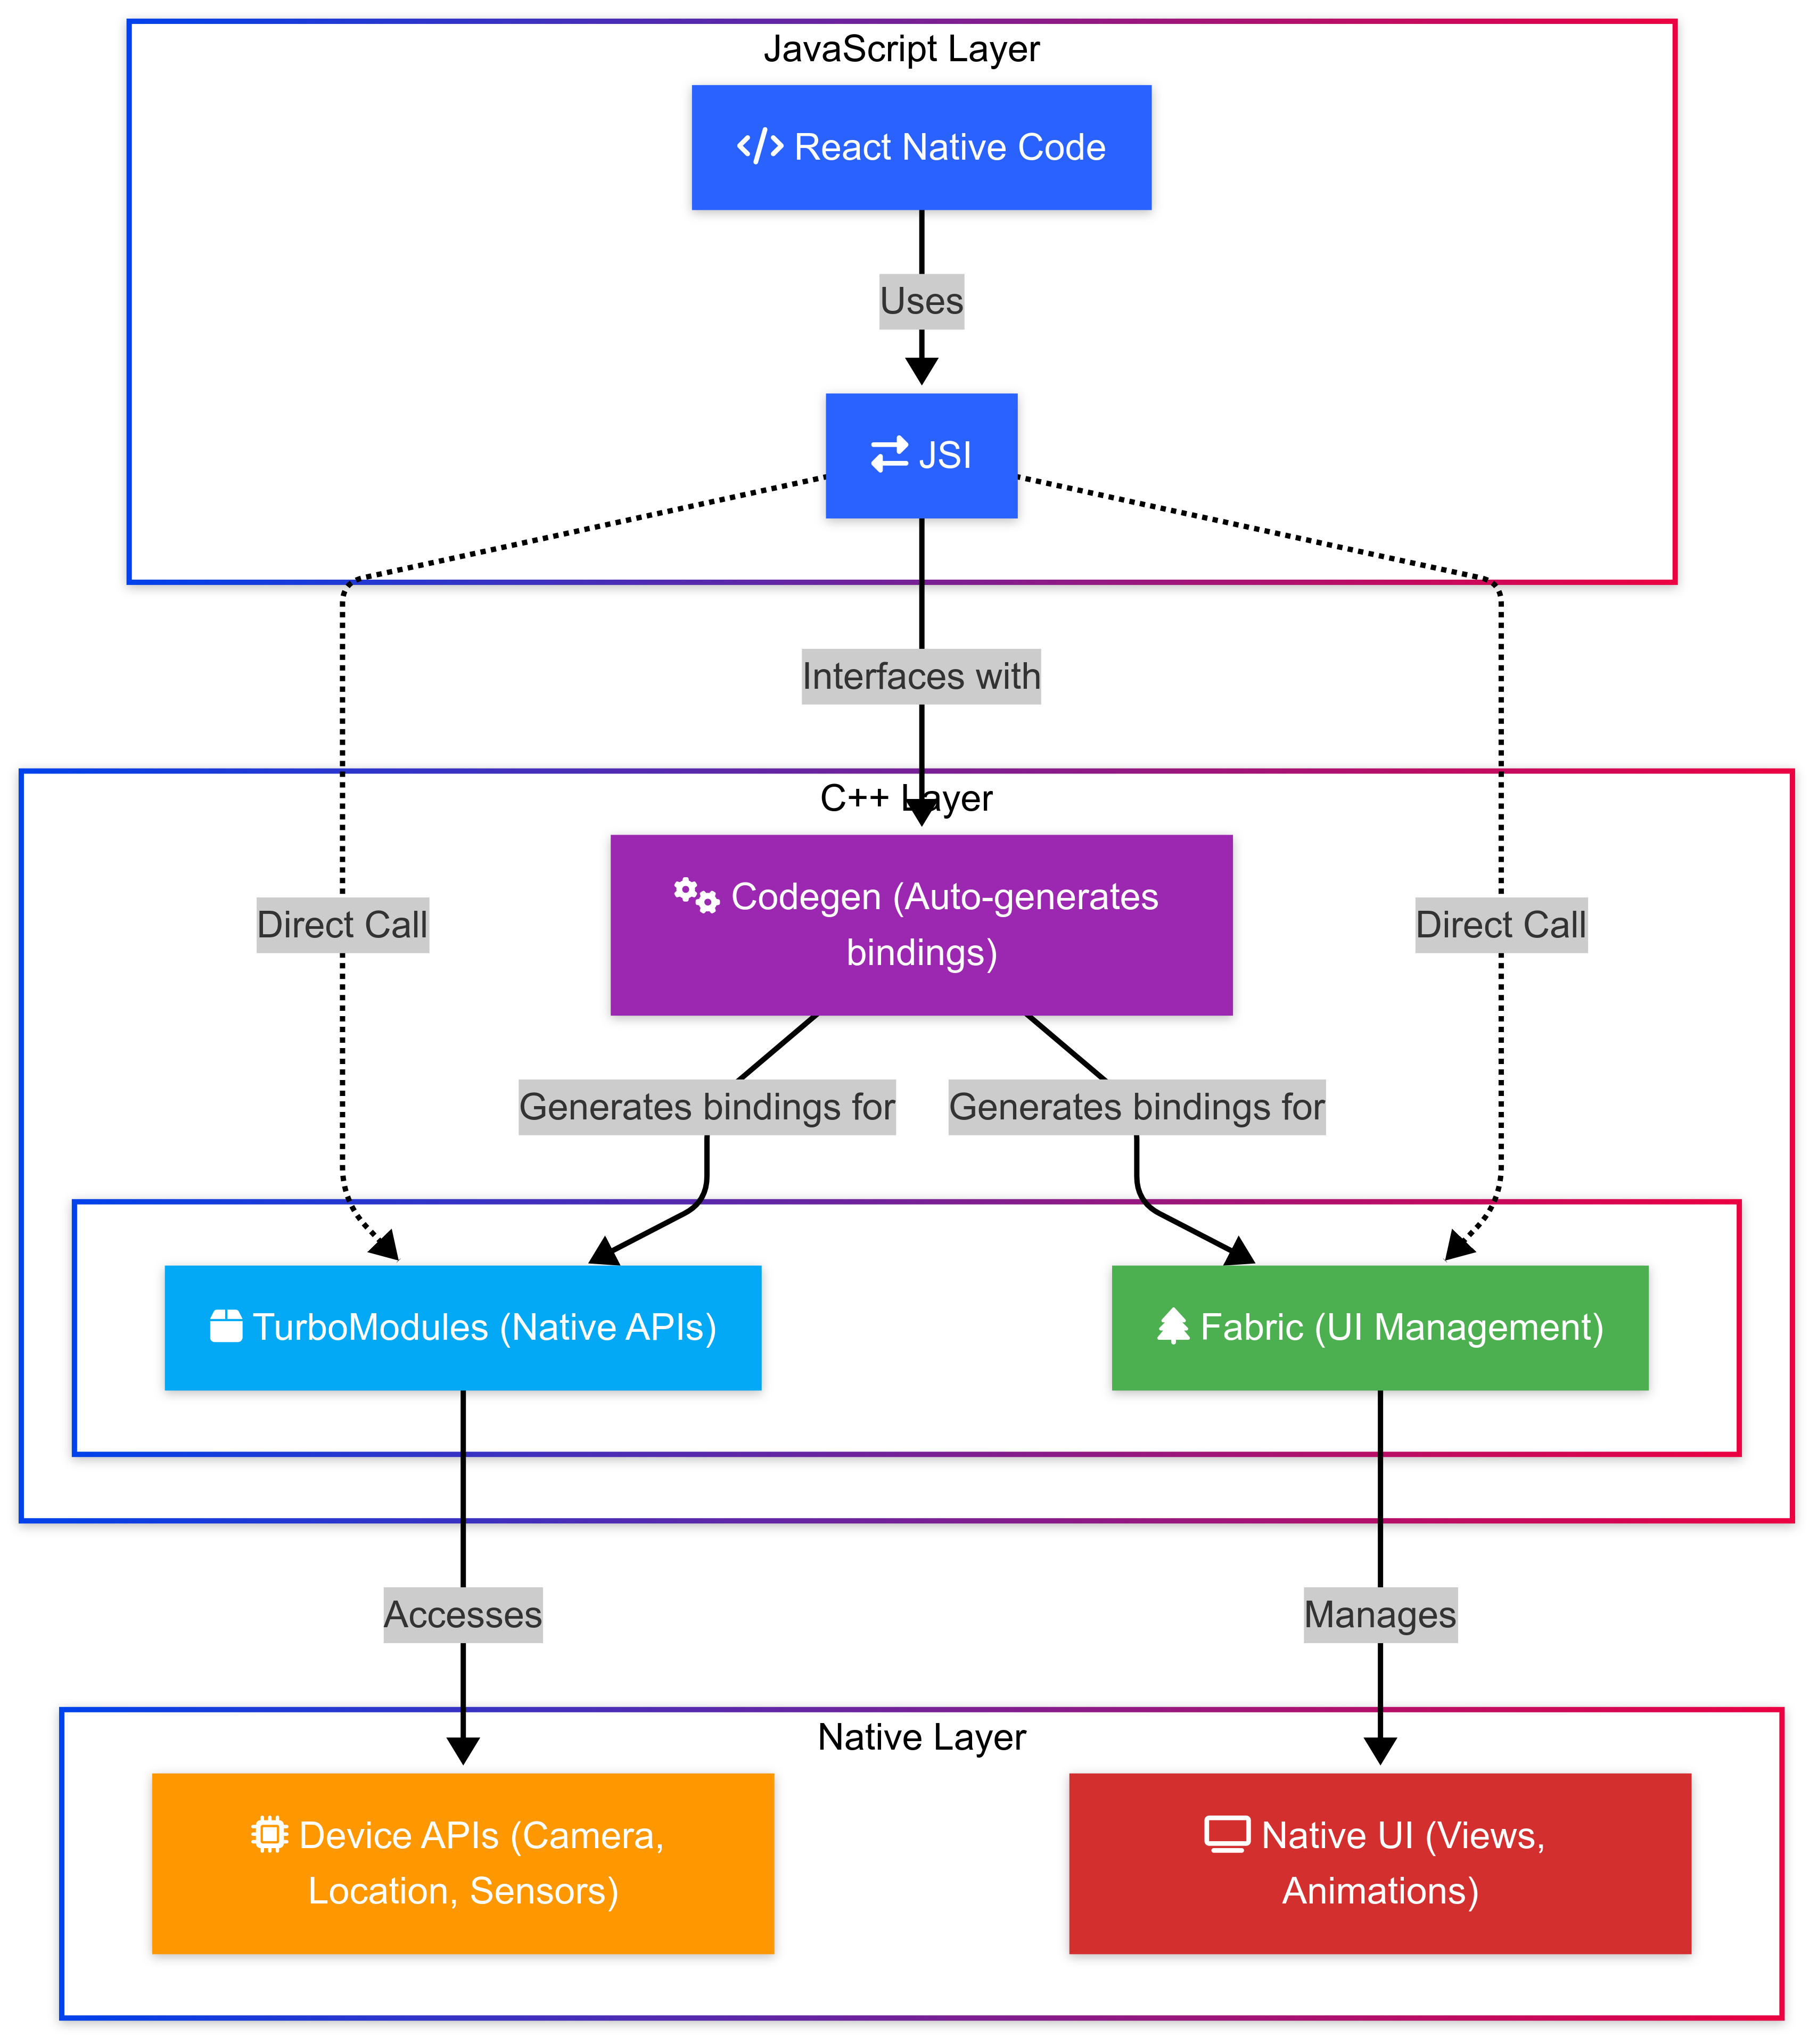 JavaScript Layer
React Native Code
Uses
JSI
Interfaces with
C++ Layer
Codegen (Auto-generates
bindings)
Direct Call
Direct Call
Generates bindings for
Generates bindings for
TurboModules (Native APIs)
Fabric (UI Management)
Accesses
Manages
Native Layer
Device APIs (Camera,
Location, Sensors)
Native UI (Views,
Animations)